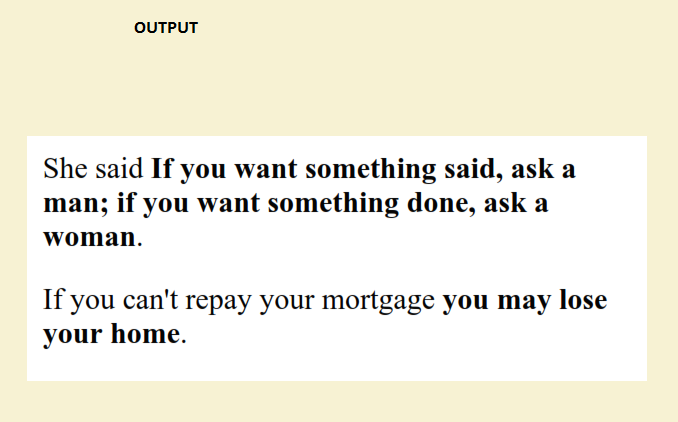 OUTPUT
She said If you want something said, ask a
man; if you want something done, ask a
woman.
If you can't repay your mortgage you may lose
your home.